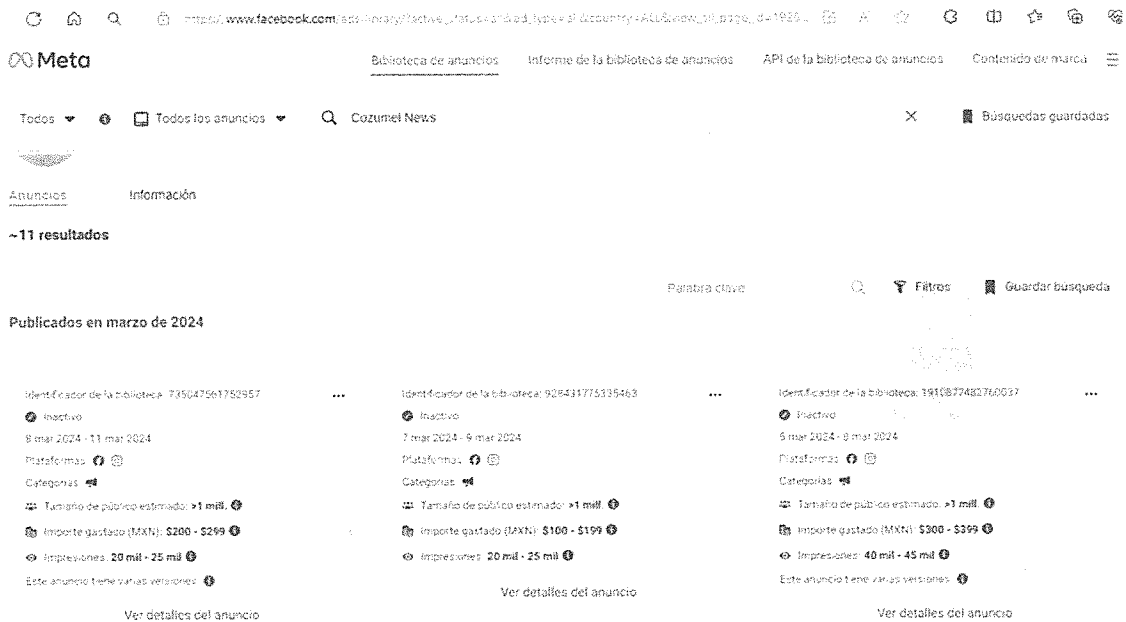 www.facebook.com
Meta
Biblioteca de anuncios Informe de la biblioteca de anuncios API de la biblioteca de anuncios Contenido de marca
Todos Todos los anuncios Cozumel News Búsquedas guardadas
Anuncios Información
~11 resultados
Palabra clave Filtros Guardar búsqueda
Publicados en marzo de 2024
Identificador de la biblioteca: 735047561752957
Inactivo
8 mar 2024 - 11 mar 2024
Plataformas
Categorías
Tamaño de público estimado: >1 mill.
Importe gastado (MXN): $200 - $299
Impresiones: 20 mil - 25 mil
Este anuncio tiene varias versiones
Ver detalles del anuncio
Identificador de la biblioteca: 928431775335463
Inactivo
7 mar 2024 - 9 mar 2024
Plataformas
Categorías
Tamaño de público estimado: >1 mill.
Importe gastado (MXN): $100 - $199
Impresiones: 20 mil - 25 mil
Ver detalles del anuncio
Identificador de la biblioteca: 1910877482760037
Inactivo
mar 2024 - 8 mar 2024
Plataformas
Categorías
Tamaño de público estimado: >1 mill.
Importe gastado (MXN): $300 - $399
Impresiones: 40 mil - 45 mil
Este anuncio tiene varias versiones
Ver detalles del anuncio